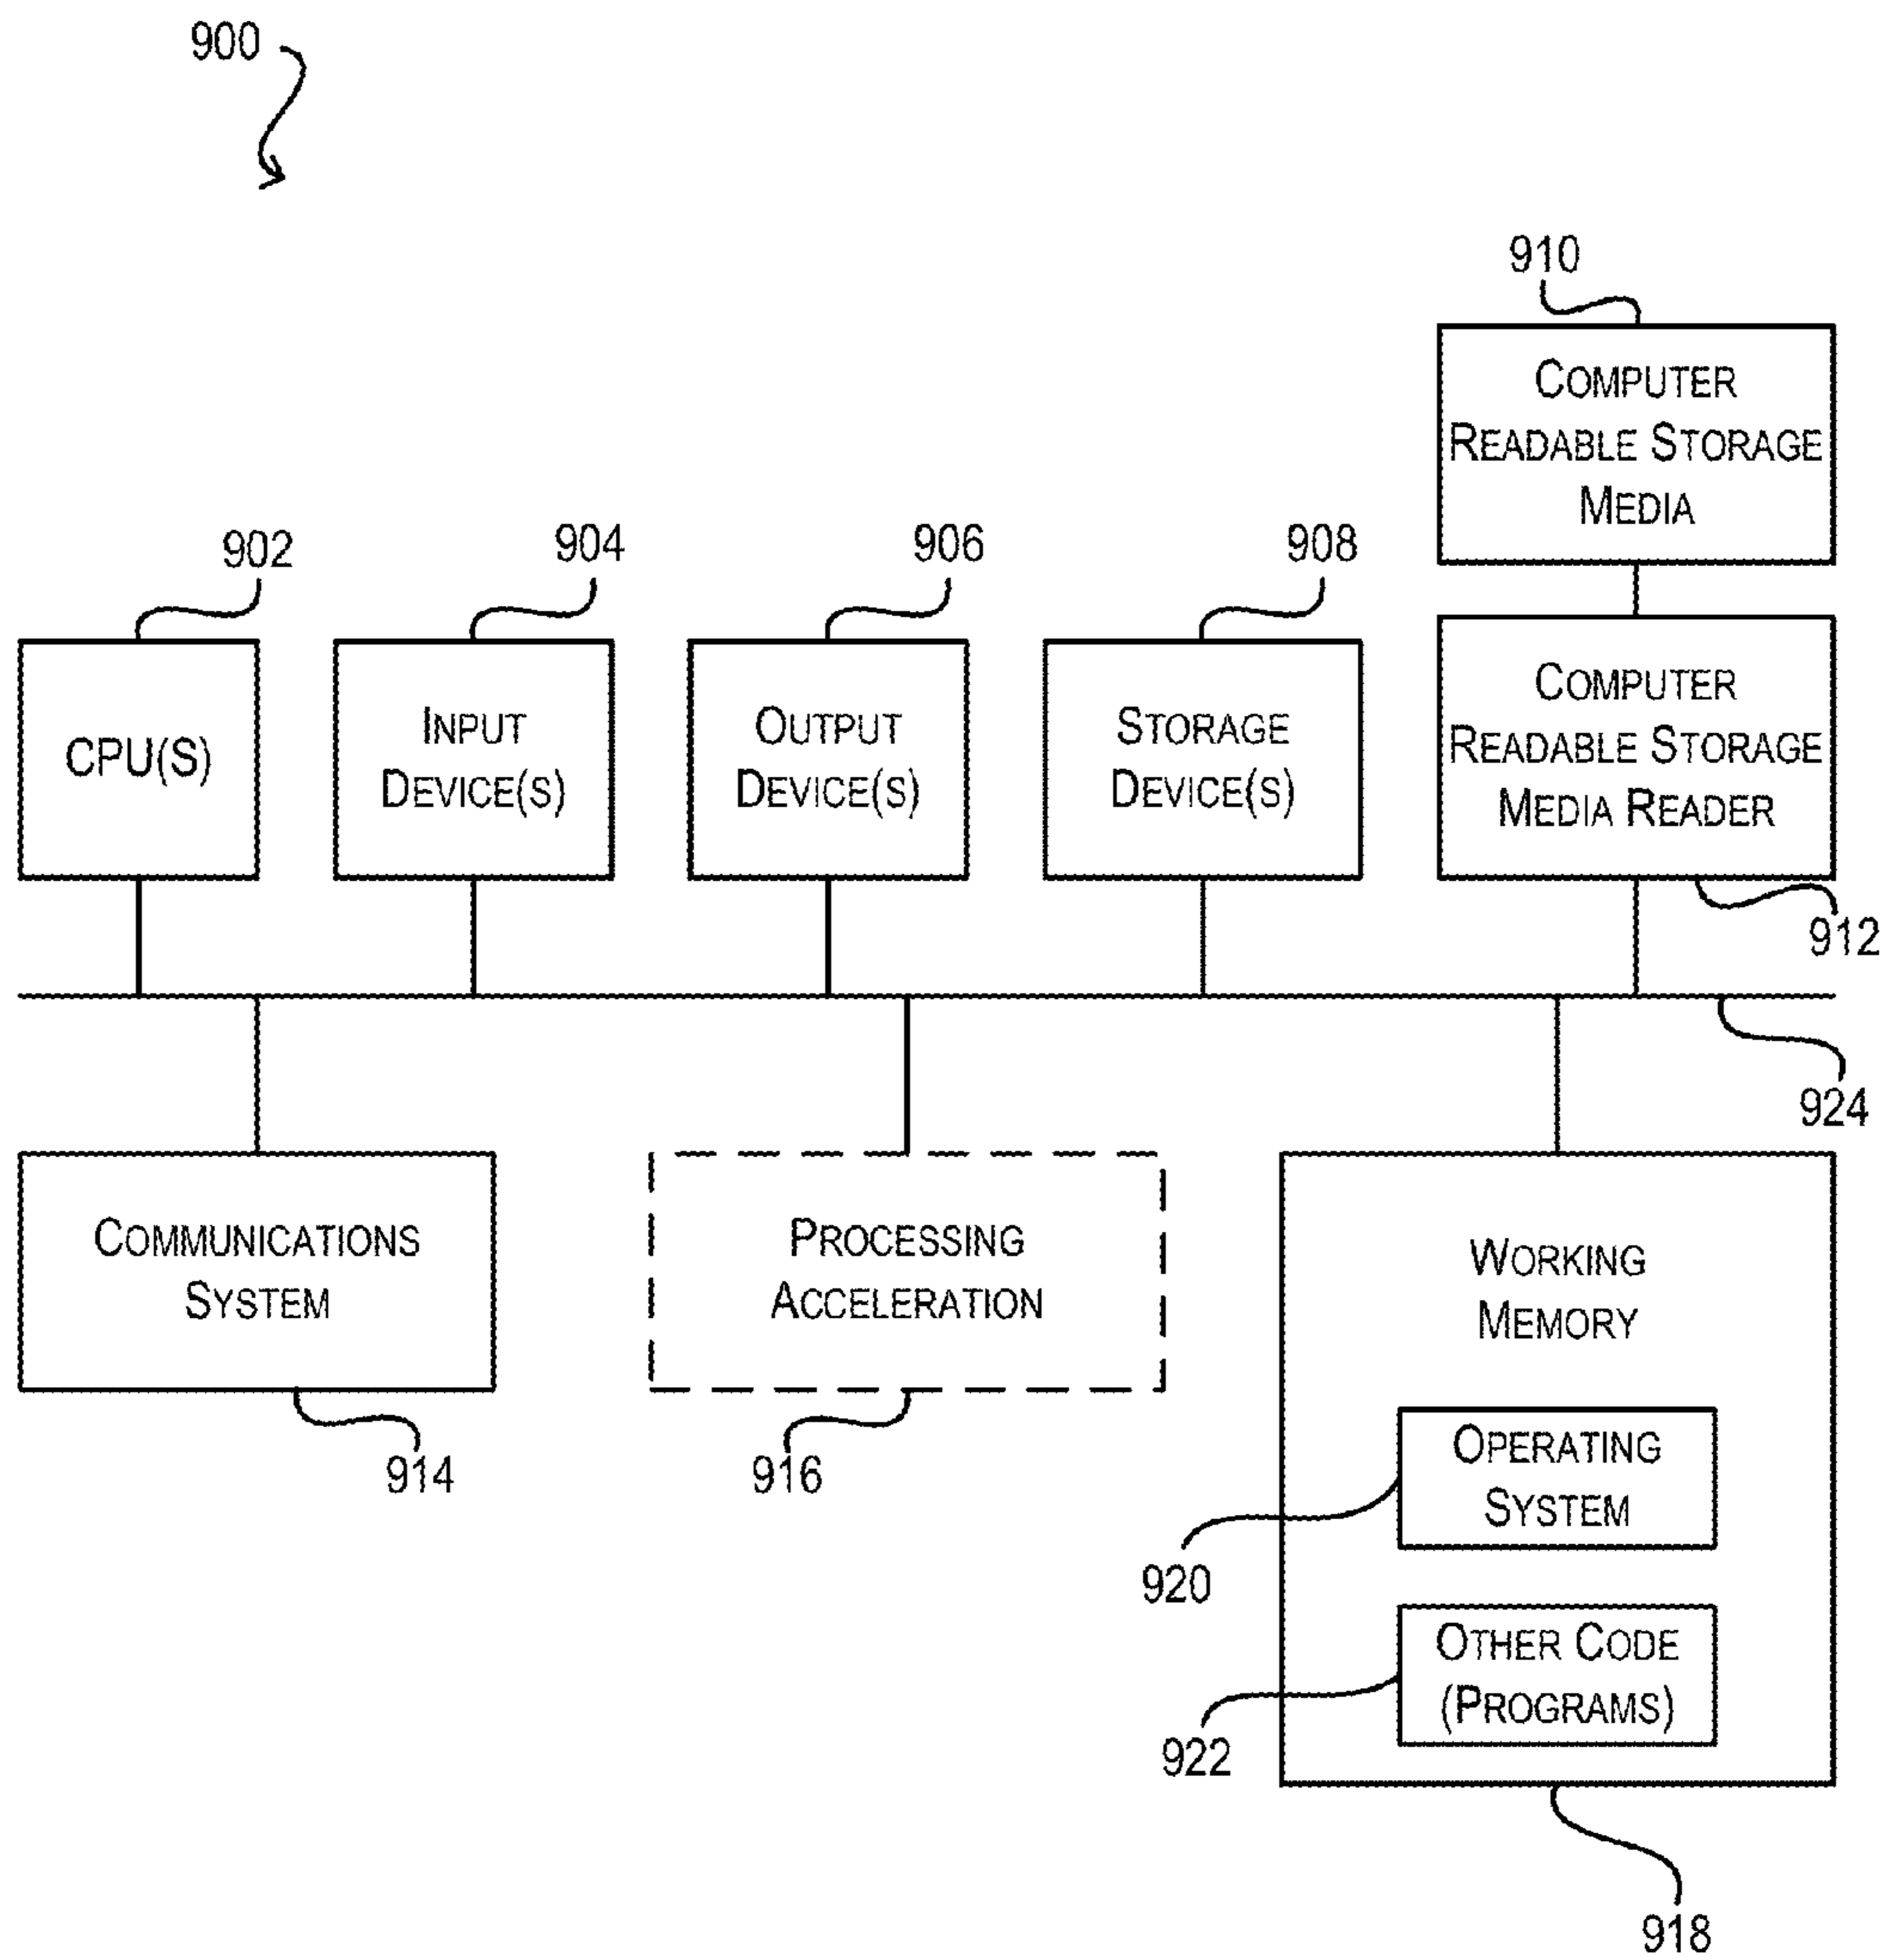 900
910
COMPUTER
READABLE STORAGE
MEDIA
902
904
906
908
CPU(S)
INPUT
DEVICE(S)
OUTPUT
DEVICE(S)
STORAGE
DEVICE(S)
COMPUTER
READABLE STORAGE
MEDIA READER
912
924
COMMUNICATIONS
SYSTEM
914
PROCESSING
ACCELERATION
916
WORKING
MEMORY
OPERATING
SYSTEM
920
OTHER CODE
(PROGRAMS)
922
918